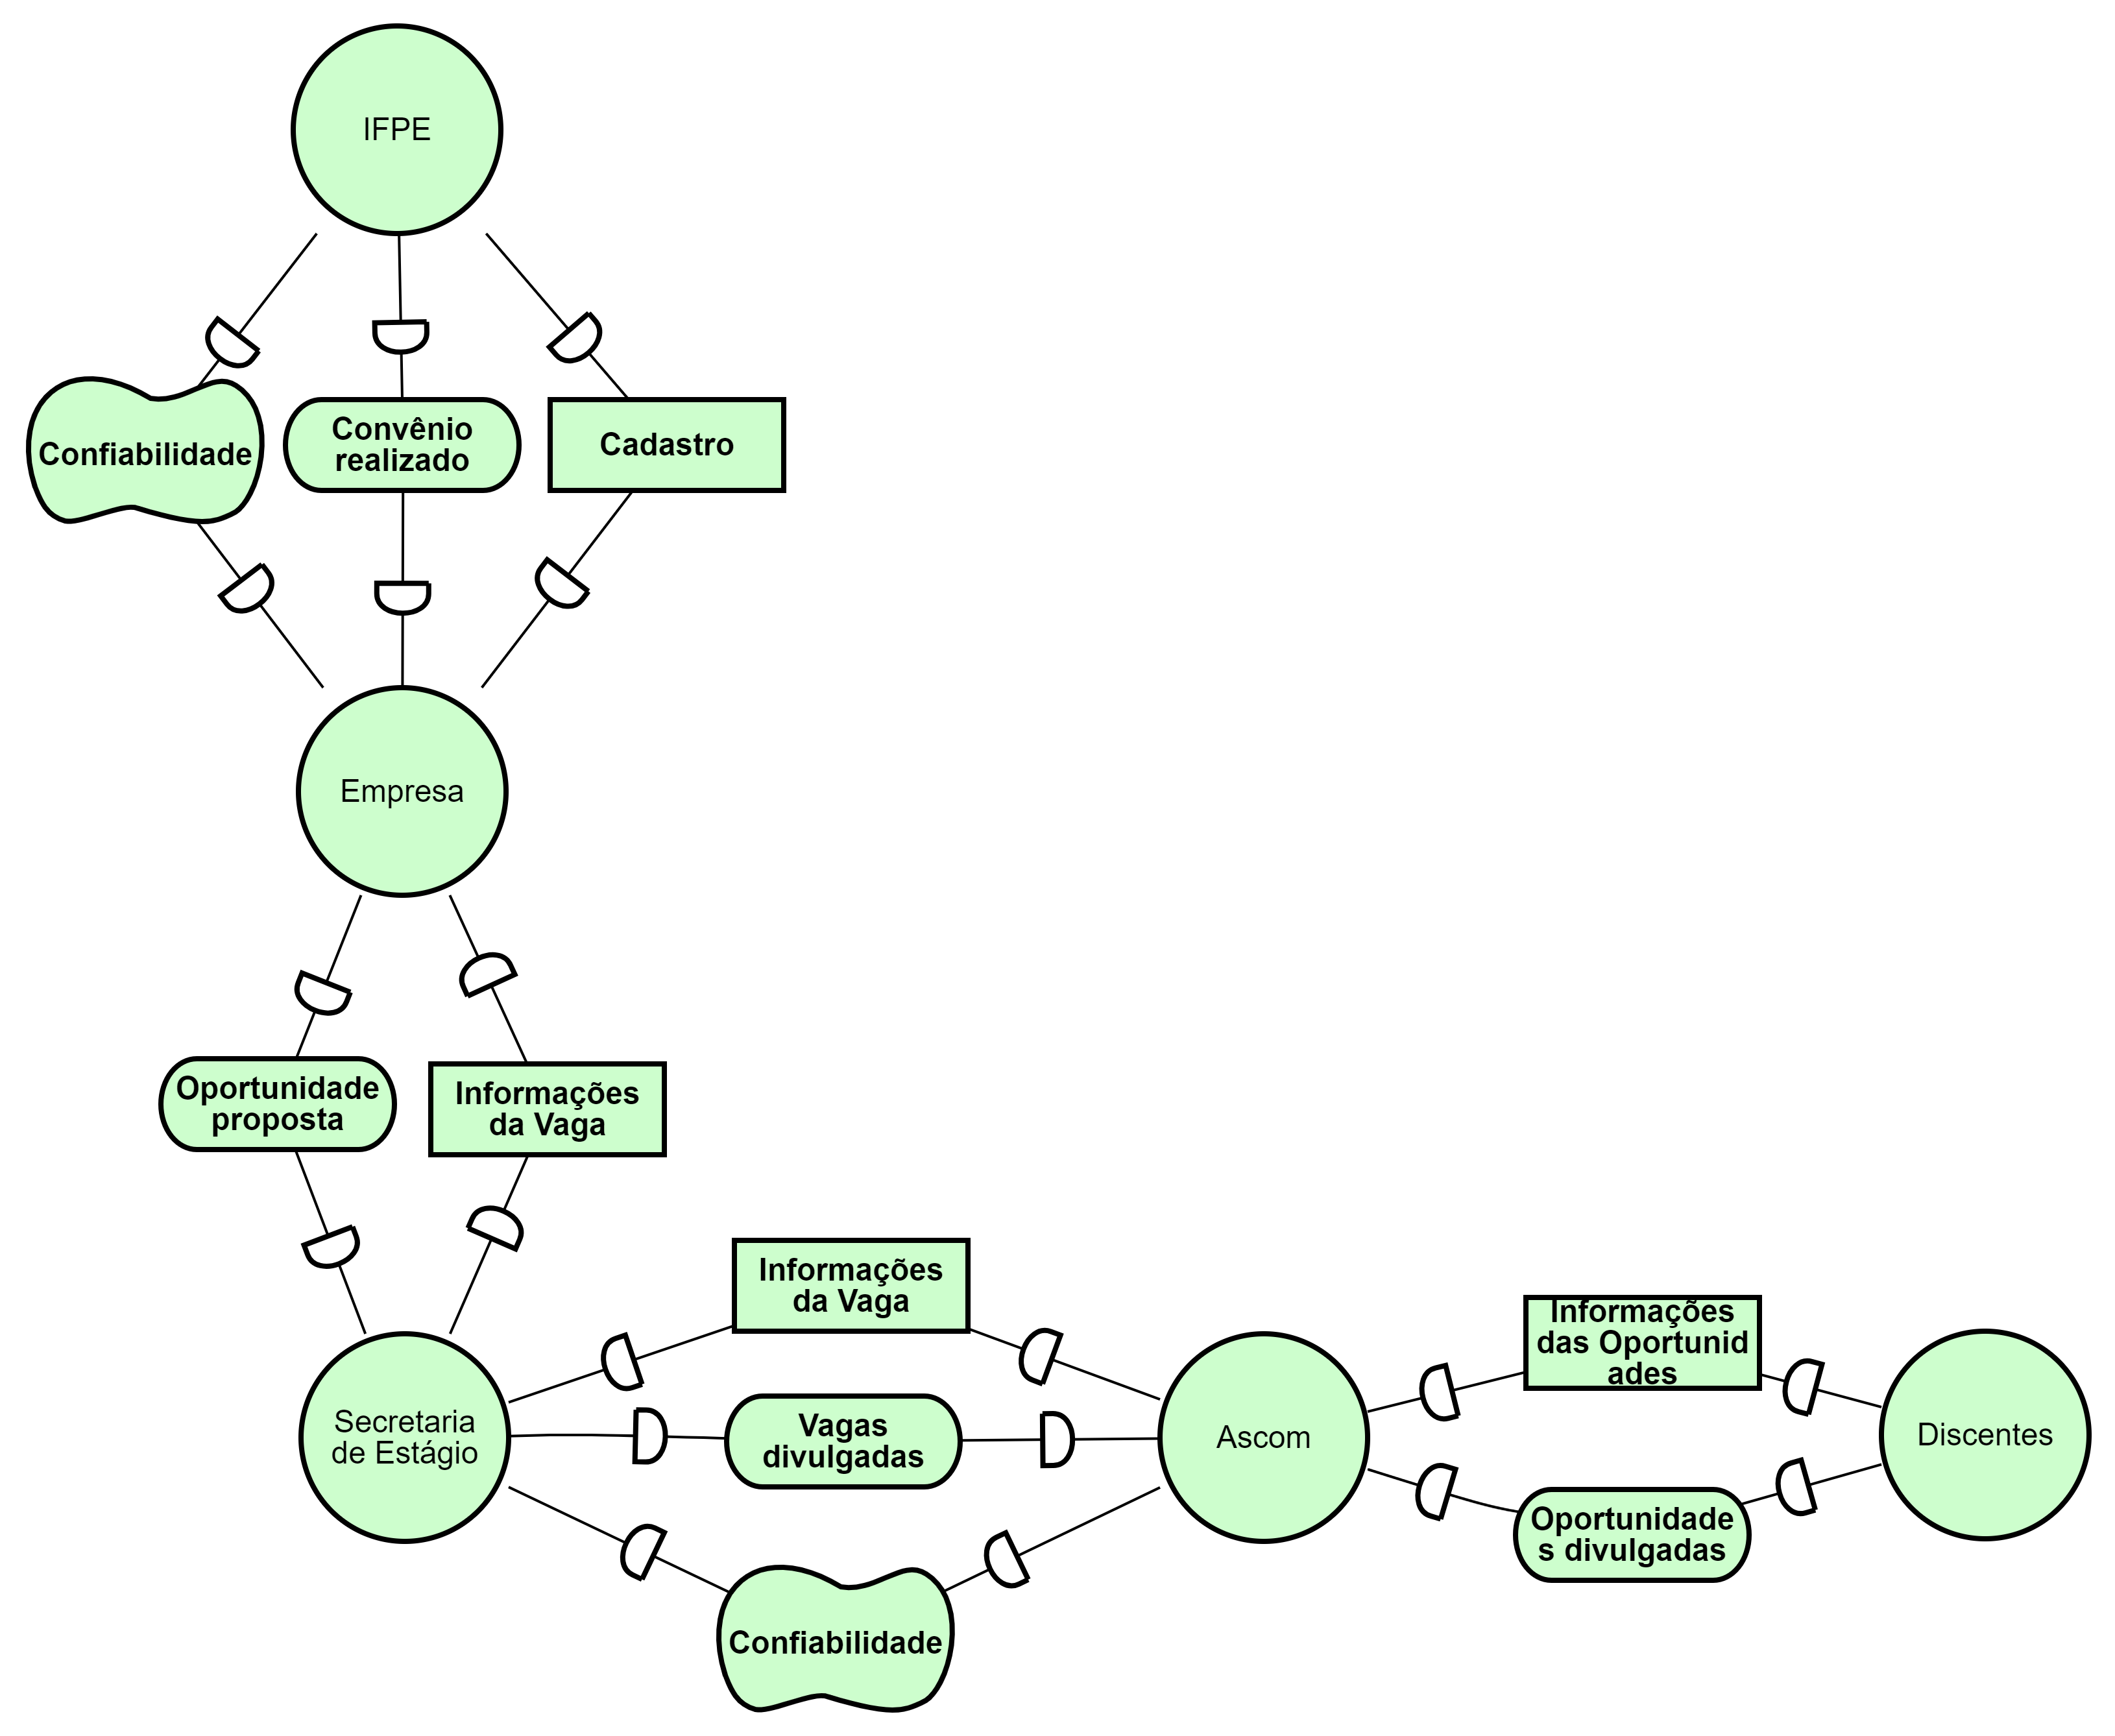 IFPE
Confiabilidade
Convênio
realizado
Cadastro
Empresa
Oportunidade
proposta
Informações
da Vaga
Secretaria
de Estágio
Informações
da Vaga
Vagas
divulgadas
Confiabilidade
Ascom
Informações
das Oportunid
ades
Oportunidade
s divulgadas
Discentes